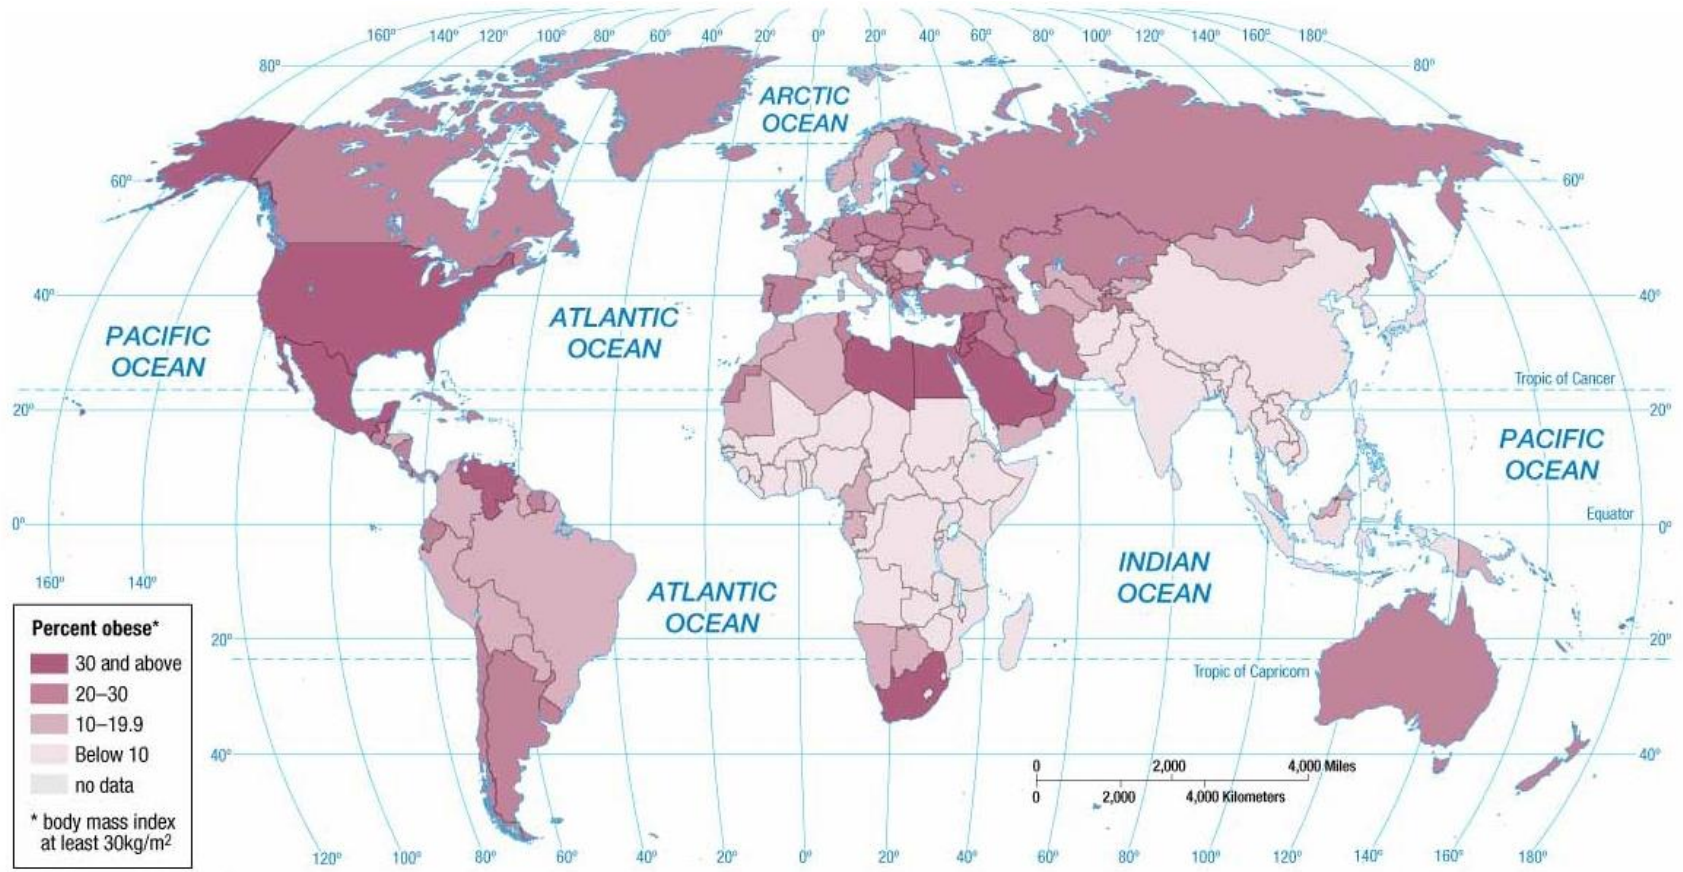 160° 140° 120° 100° 80° 60° 40° 20° 0° 20° 40° 60° 80° 100° 120° 140° 160° 180°
80° 80°
ARCTIC
OCEAN
60° 60°
40° 40°
ATLANTIC
OCEAN
PACIFIC
OCEAN
Tropic of Cancer
20° 20°
PACIFIC
OCEAN
Equator
0° 0°
INDIAN
OCEAN
160° 140°
ATLANTIC
OCEAN
20° 20°
Tropic of Capricorn
40° 40°
0 2,000 4,000 Miles
0 2,000 4,000 Kilometers
120° 100° 80° 60° 40° 20° 0° 20° 40° 60° 80° 100° 120° 140° 160° 180°
Percent obese*
30 and above
20–30
10–19.9
Below 10
no data
* body mass index
at least 30kg/m²